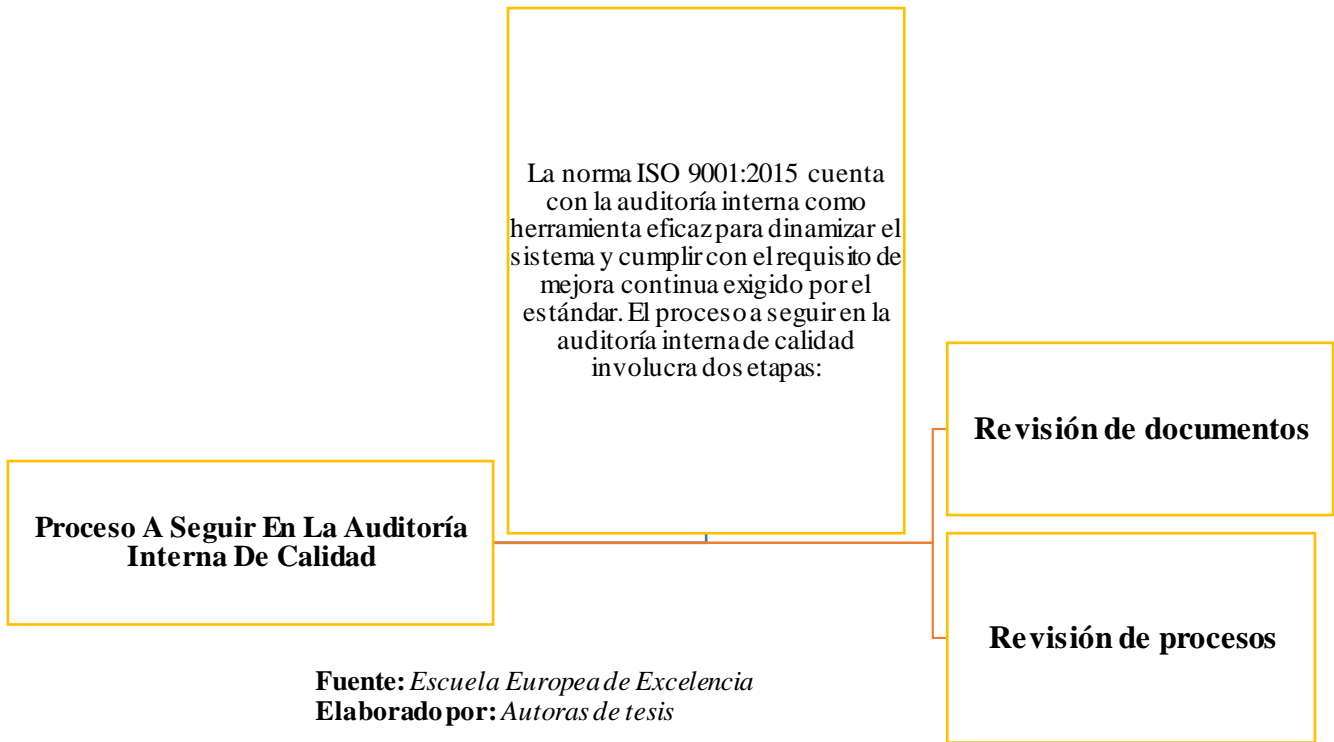 La norma ISO 9001:2015 cuenta
con la auditoría interna como
herramienta eficaz para dinamizar el
sistema y cumplir con el requisito de
mejora continua exigido por el
estándar. El proceso a seguir en la
auditoría interna de calidad
involucra dos etapas:
Proceso A Seguir En La Auditoría
Interna De Calidad
Revisión de documentos
Revisión de procesos
Fuente: Escuela Europea de Excelencia
Elaborado por: Autoras de tesis